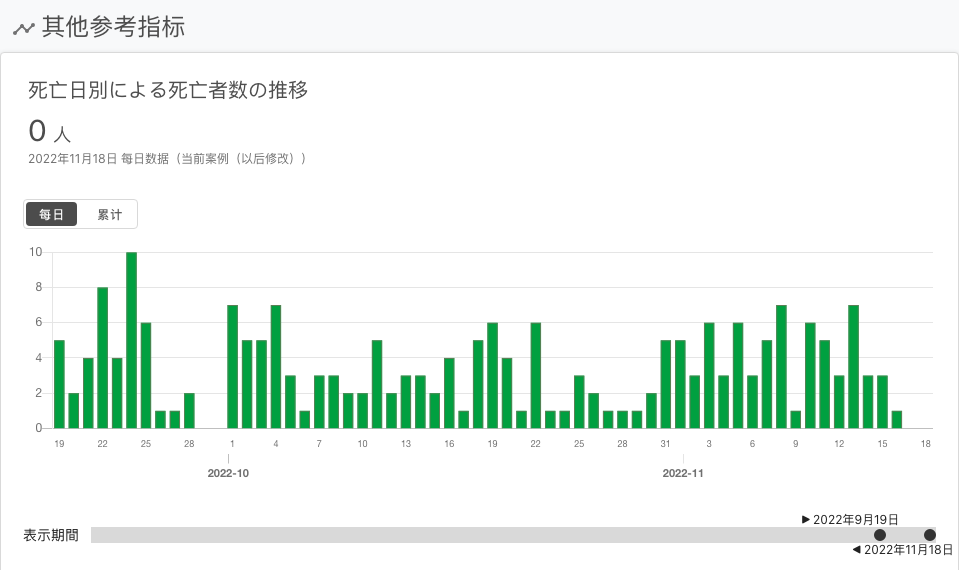 其他参考指标
死亡日別による死亡者数の推移
0 人
2022年11月18日 每日数据（当前案例（以后修改））
每日 累计
10
8
6
4
2
0
19 22 25 28 1 4 7 10 13 16 19 22 25 28 31 3 6 9 12 15 18
2022-10 2022-11
2022年9月19日
表示期間
2022年11月18日